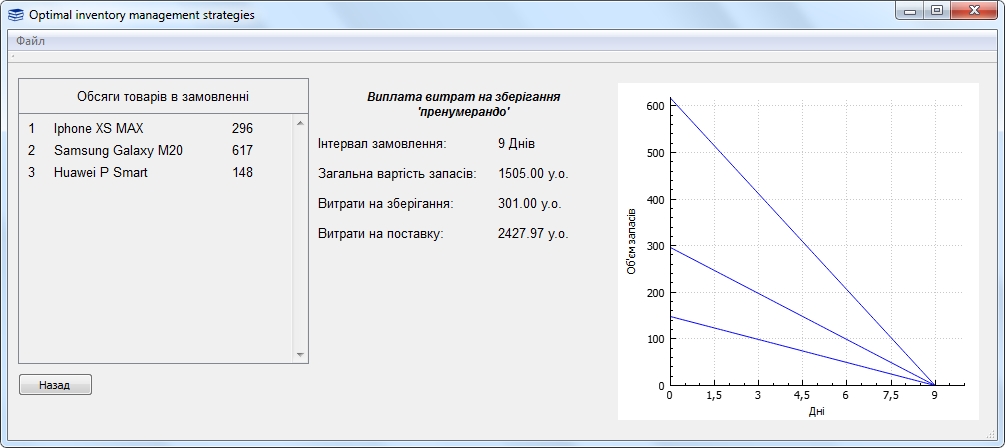 Optimal inventory management strategies
Файл
Обсяги товарів в замовленні
1 Iphone XS MAX 296
2 Samsung Galaxy M20 617
3 Huawei P Smart 148
Назад
Виплата витрат на зберігання
'пренумерандо'
Інтервал замовлення: 9 Днів
Загальна вартість запасів: 1505.00 у.о.
Витрати на зберігання: 301.00 у.о.
Витрати на поставку: 2427.97 у.о.
Об'єм запасів
600
500
400
300
200
100
0
0 1,5 3 4,5 6 7,5 9
Дні